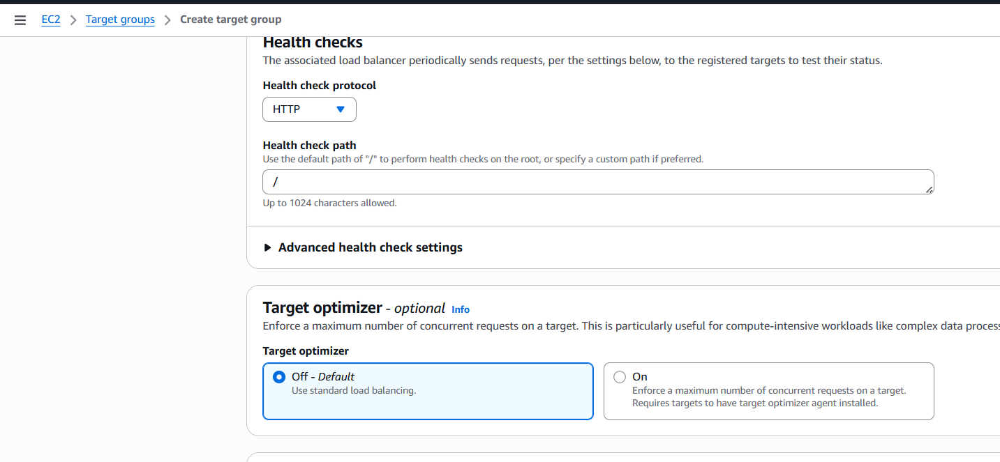 EC2 > Target groups > Create target group
Health checks
The associated load balancer periodically sends requests, per the settings below, to the registered targets to test their status.
Health check protocol
HTTP
Health check path
Use the default path of "/" to perform health checks on the root, or specify a custom path if preferred.
/
Up to 1024 characters allowed.
Advanced health check settings
Target optimizer - optional Info
Enforce a maximum number of concurrent requests on a target. This is particularly useful for compute-intensive workloads like complex data process
Target optimizer
Off - Default
Use standard load balancing.
On
Enforce a maximum number of concurrent requests on a target.
Requires targets to have target optimizer agent installed.